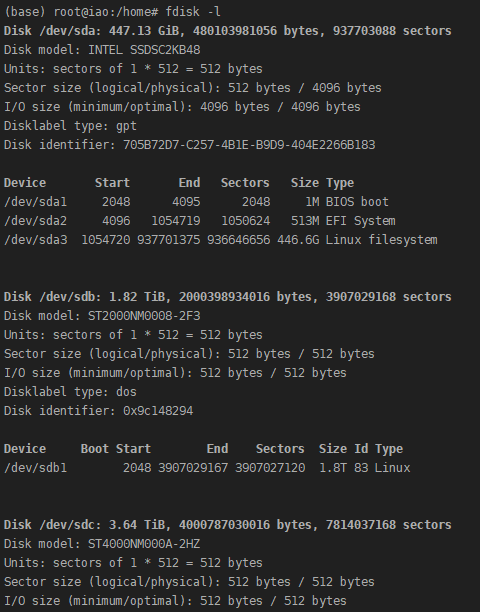 (base) root@iao:/home# fdisk -l
Disk /dev/sda: 447.13 GiB, 480103981056 bytes, 937703088 sectors
Disk model: INTEL SSDSC2KB48
Units: sectors of 1 * 512 = 512 bytes
Sector size (logical/physical): 512 bytes / 4096 bytes
I/O size (minimum/optimal): 4096 bytes / 4096 bytes
Disklabel type: gpt
Disk identifier: 705B72D7-C257-4B1E-B9D9-404E2266B183
Device       Start       End   Sectors   Size Type
/dev/sda1     2048      4095      2048     1M BIOS boot
/dev/sda2     4096   1054719   1050624   513M EFI System
/dev/sda3  1054720 937701375 936646656 446.6G Linux filesystem
Disk /dev/sdb: 1.82 TiB, 2000398934016 bytes, 3907029168 sectors
Disk model: ST2000NM0008-2F3
Units: sectors of 1 * 512 = 512 bytes
Sector size (logical/physical): 512 bytes / 512 bytes
I/O size (minimum/optimal): 512 bytes / 512 bytes
Disklabel type: dos
Disk identifier: 0x9c148294
Device     Boot Start        End    Sectors  Size Id Type
/dev/sdb1        2048 3907029167 3907027120  1.8T 83 Linux
Disk /dev/sdc: 3.64 TiB, 4000787030016 bytes, 7814037168 sectors
Disk model: ST4000NM000A-2HZ
Units: sectors of 1 * 512 = 512 bytes
Sector size (logical/physical): 512 bytes / 512 bytes
I/O size (minimum/optimal): 512 bytes / 512 bytes